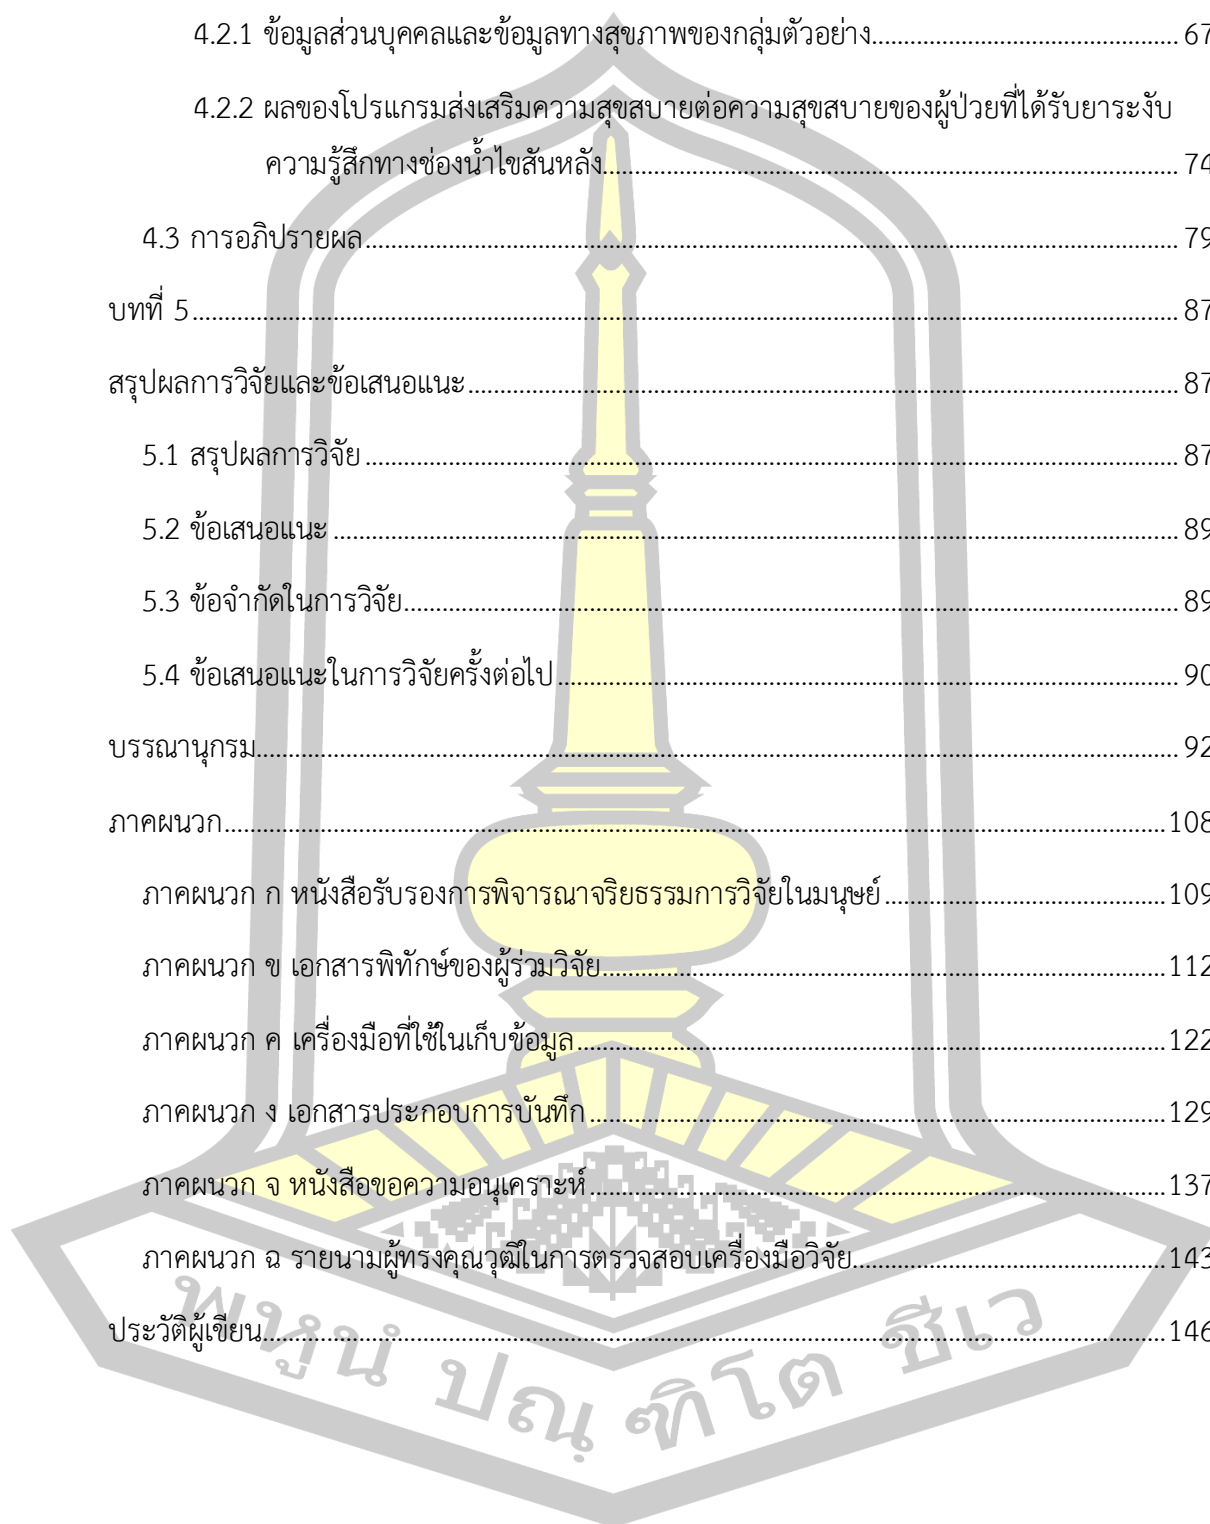 4.2.1 ข้อมูลส่วนบุคคลและข้อมูลทางสุขภาพของกลุ่มตัวอย่าง.......................................... 67
4.2.2 ผลของโปรแกรมส่งเสริมความสุขสบายต่อความสุขสบายของผู้ป่วยที่ได้รับยาระงับ
ความรู้สึกทางช่องน้ำไขสันหลัง.......................................... 74
4.3 การอภิปรายผล.......................................... 79
บทที่ 5.......................................... 87
สรุปผลการวิจัยและข้อเสนอแนะ.......................................... 87
5.1 สรุปผลการวิจัย.......................................... 87
5.2 ข้อเสนอแนะ.......................................... 89
5.3 ข้อจำกัดในการวิจัย.......................................... 89
5.4 ข้อเสนอแนะในการวิจัยครั้งต่อไป.......................................... 90
บรรณานุกรม.......................................... 92
ภาคผนวก.......................................... 108
ภาคผนวก ก หนังสือรับรองการพิจารณาจริยธรรมการวิจัยในมนุษย์.......................................... 109
ภาคผนวก ข เอกสารพิทักษ์ของผู้ร่วมวิจัย.......................................... 112
ภาคผนวก ค เครื่องมือที่ใช้ในเก็บข้อมูล.......................................... 122
ภาคผนวก ง เอกสารประกอบการบันทึก.......................................... 129
ภาคผนวก จ หนังสือขอความอนุเคราะห์.......................................... 137
ภาคผนวก ฉ รายนามผู้ทรงคุณวุฒิในการตรวจสอบเครื่องมือวิจัย.......................................... 143
ประวัติผู้เขียน.......................................... 146
พหูนํ ปณฺฑิโต ชีเว